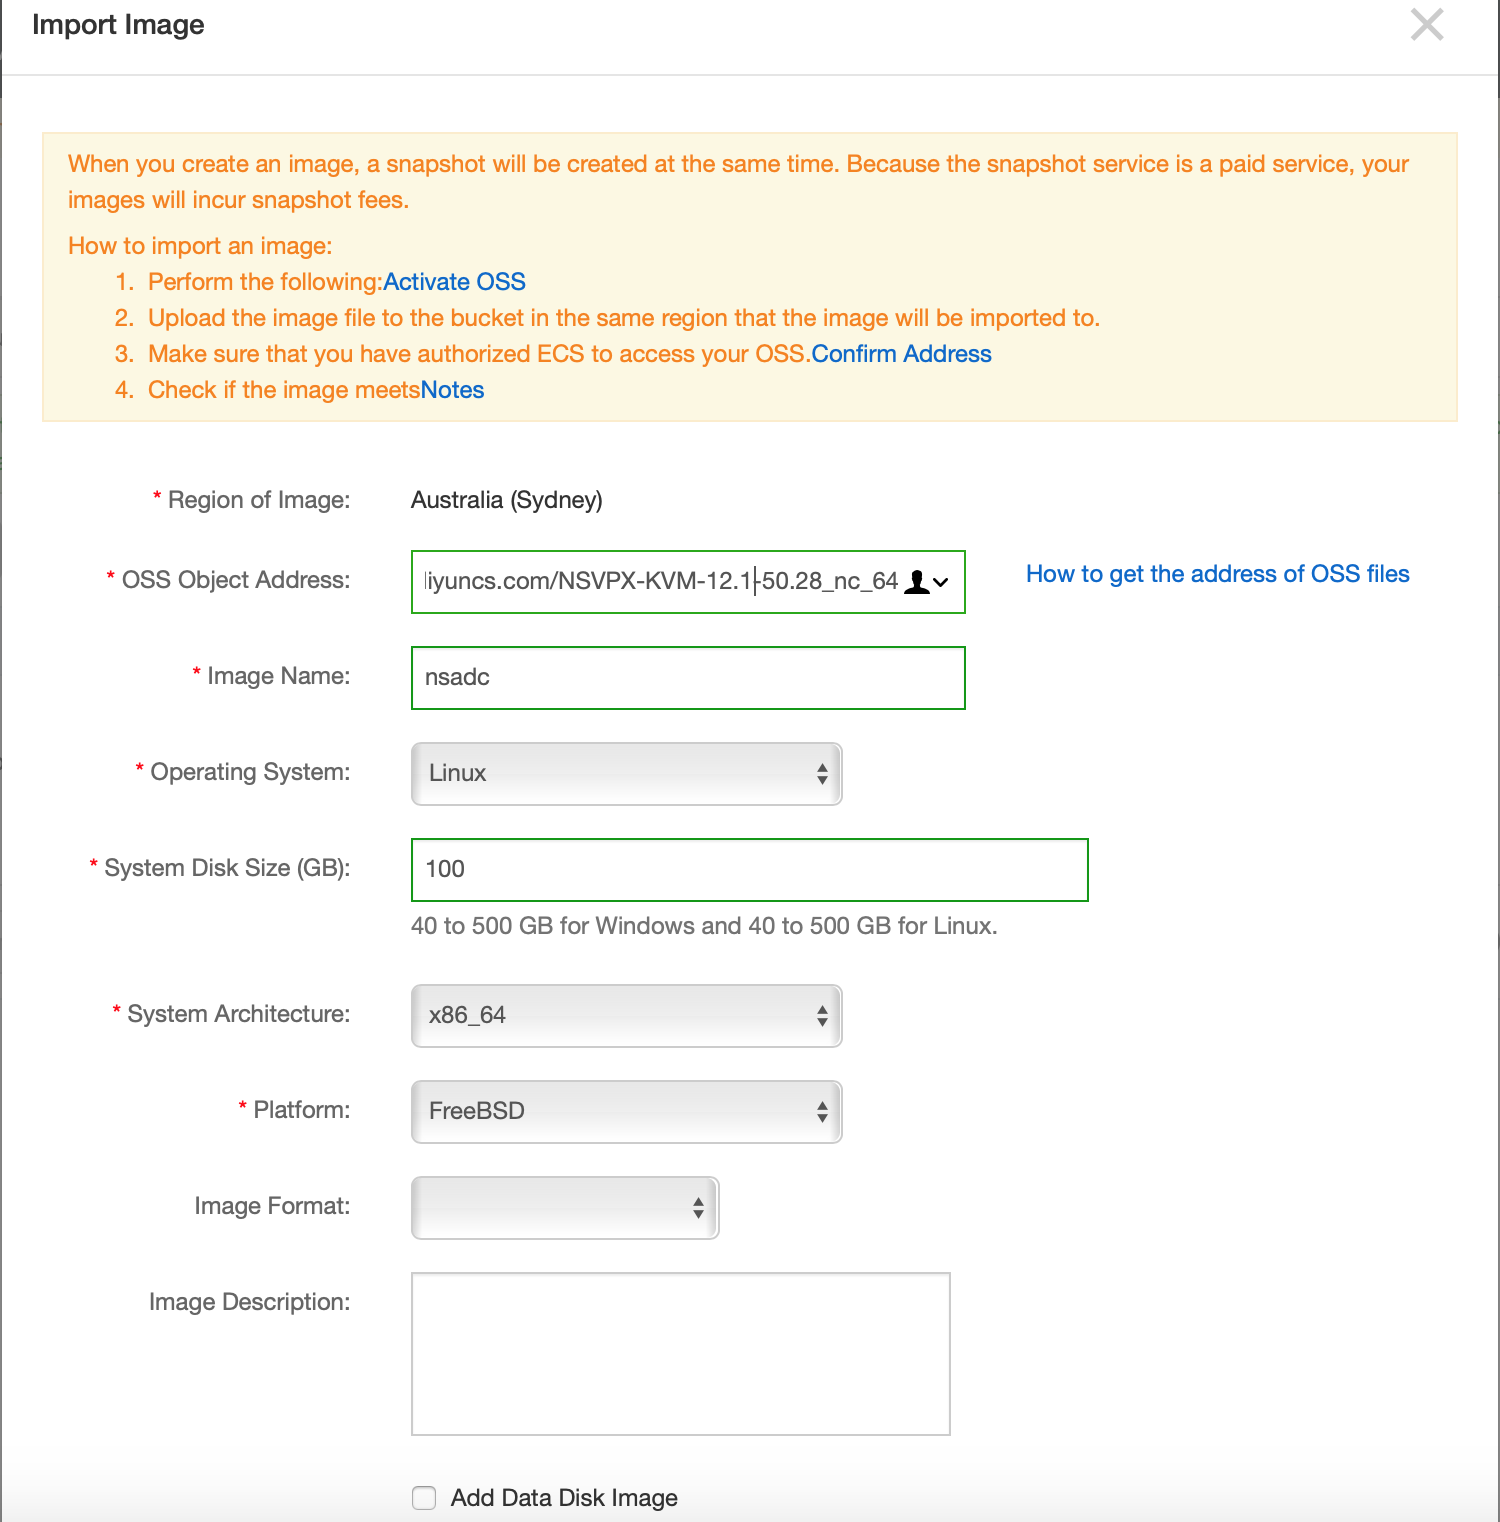 Import Image
When you create an image, a snapshot will be created at the same time. Because the snapshot service is a paid service, your
images will incur snapshot fees.
How to import an image:
1. Perform the following:Activate OSS
2. Upload the image file to the bucket in the same region that the image will be imported to.
3. Make sure that you have authorized ECS to access your OSS.Confirm Address
4. Check if the image meetsNotes
* Region of Image: Australia (Sydney)
* OSS Object Address: liyuncs.com/NSVPX-KVM-12.1-50.28_nc_64 How to get the address of OSS files
* Image Name: nsadc
* Operating System: Linux
* System Disk Size (GB): 100
40 to 500 GB for Windows and 40 to 500 GB for Linux.
* System Architecture: x86_64
* Platform: FreeBSD
Image Format:
Image Description:
Add Data Disk Image